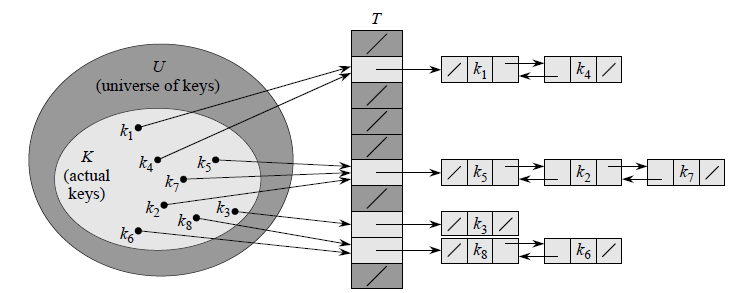 T
U
(universe of keys)
k1 k4
k1
K
(actual
keys)
k4 k5
k7
k5 k2 k7
k2 k3
k8
k3
k6
k8 k6